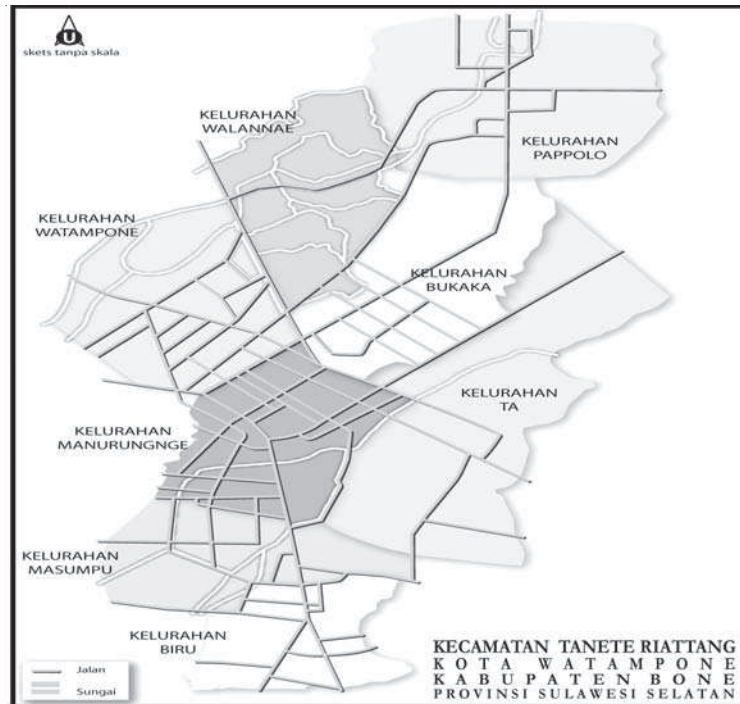 U
skets tanpa skala
KELURAHAN
WALANNAE
KELURAHAN
PAPPOLO
KELURAHAN
WATAMPONE
KELURAHAN
BUKAKA
KELURAHAN
TA
KELURAHAN
MANURUNGNGE
KELURAHAN
MASUMPU
KELURAHAN
BIRU
Jalan
Sungai
KECAMATAN TANETE RIATTANG
KOTA WATAMPONE
KABUPATEN BONE
PROVINSI SULAWESI SELATAN